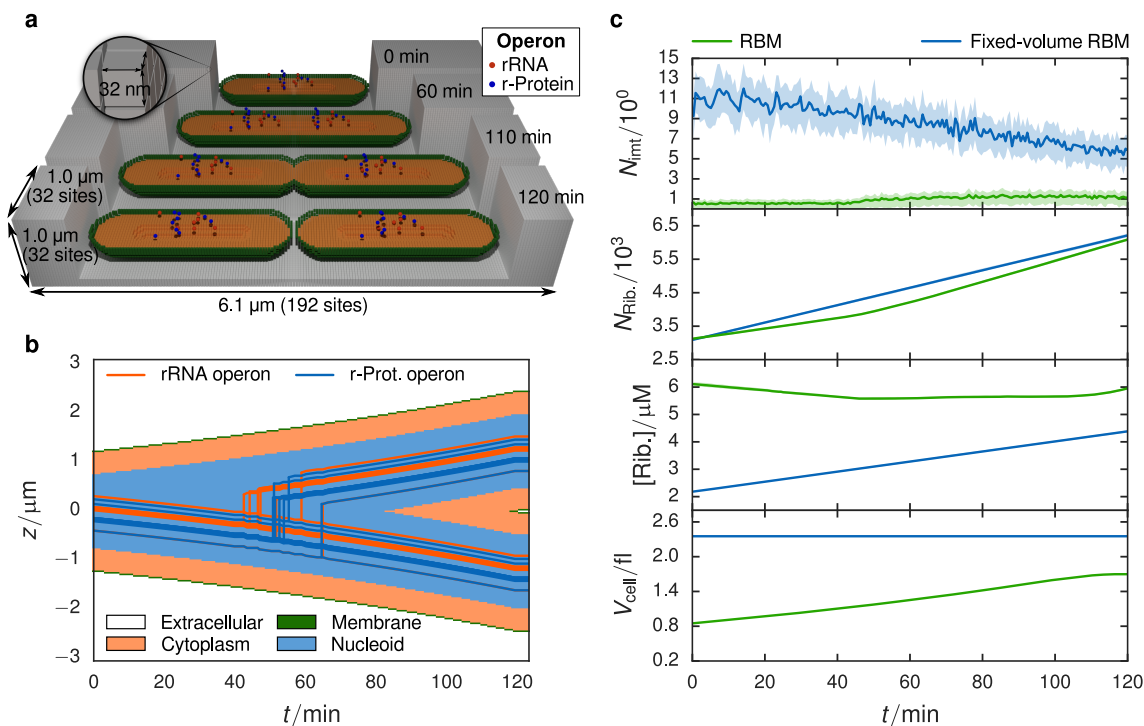 a
Operon
rRNA
r-Protein
0 min
60 min
110 min
120 min
32 nm
1.0 μm
(32 sites)
1.0 μm
(32 sites)
6.1 μm (192 sites)
b
rRNA operon
r-Prot. operon
3
2
1
0
−1
−2
−3
z/μm
Extracellular
Membrane
Cytoplasm
Nucleoid
0 20 40 60 80 100 120
t/min
c
RBM
Fixed-volume RBM
15
13
11
9
7
5
3
1
N_imt/10⁰
6.5
5.5
4.5
3.5
2.5
N_Rib./10³
6
5
4
3
2
[Rib.]/μM
2.6
2.0
1.4
0.8
0.2
V_cell/fl
0 20 40 60 80 100 120
t/min